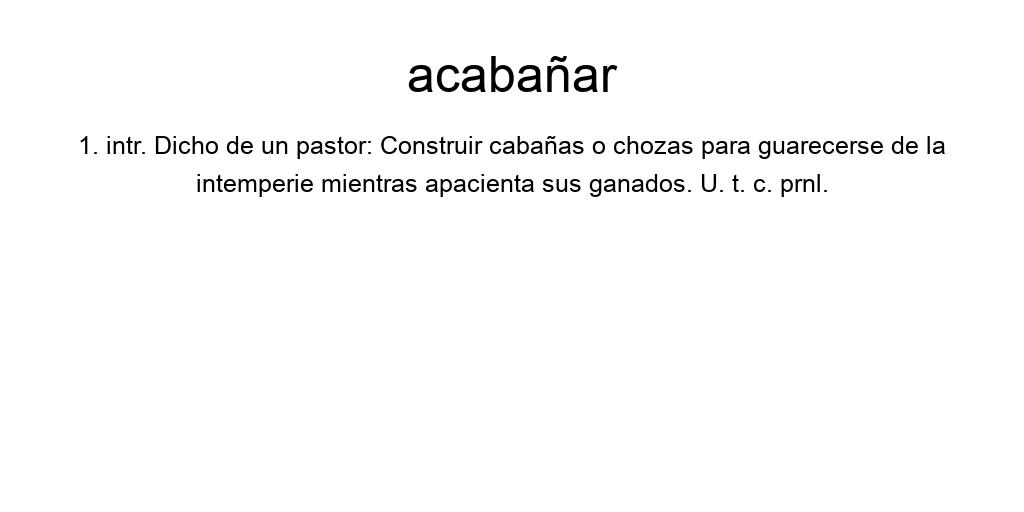 acabañar
1. intr. Dicho de un pastor: Construir cabañas o chozas para guarecerse de la
intemperie mientras apacienta sus ganados. U. t. c. prnl.